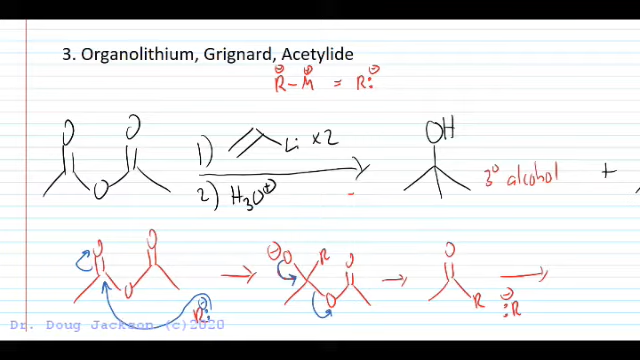 3. Organolithium, Grignard, Acetylide
R – M = R:
O O OH
1) Li x2
O 3° alcohol +
2) H₃O⊕
O O ⊖O R O O
O O R
R: :R
Dr. Doug Jackson (c)2020